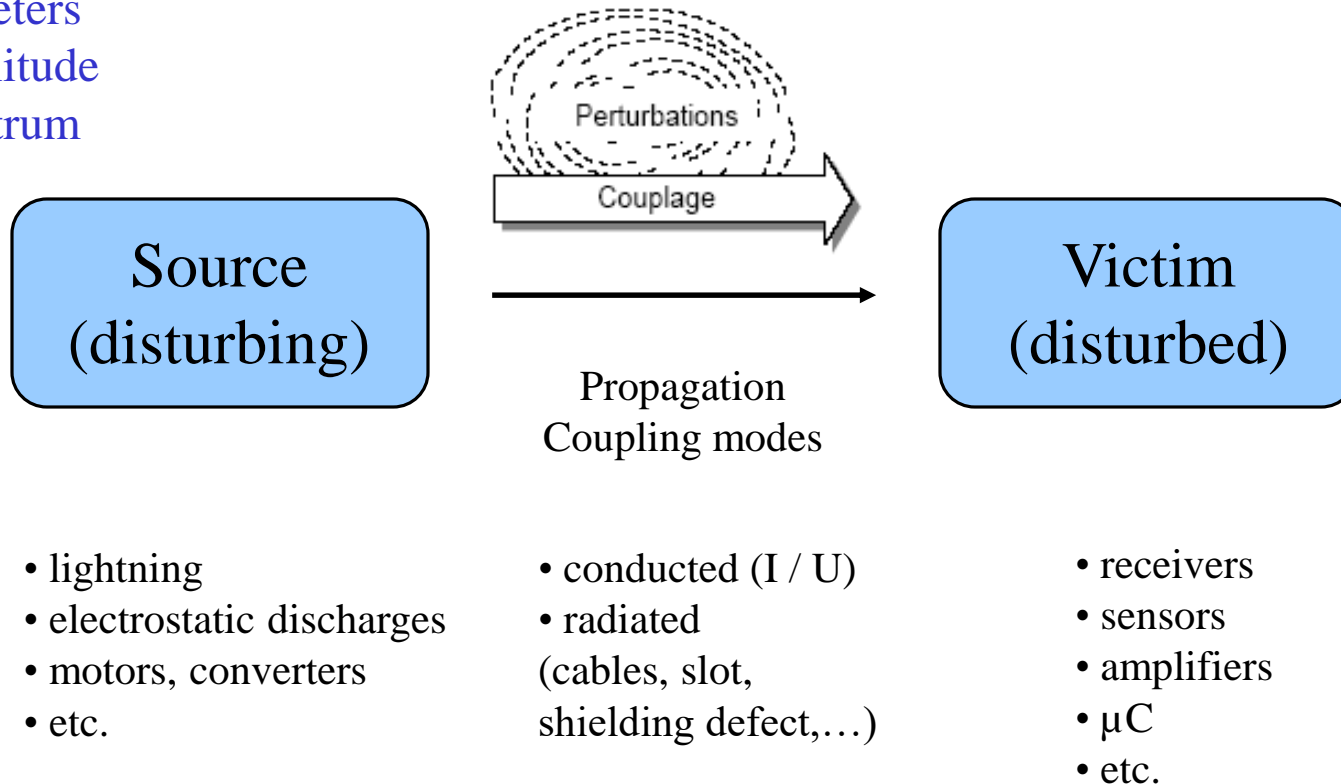 eters
litude
trum
Perturbations
Couplage
Source
(disturbing)
Victim
(disturbed)
Propagation
Coupling modes
• lightning
• electrostatic discharges
• motors, converters
• etc.
• conducted (I / U)
• radiated
(cables, slot,
shielding defect,…)
• receivers
• sensors
• amplifiers
• µC
• etc.